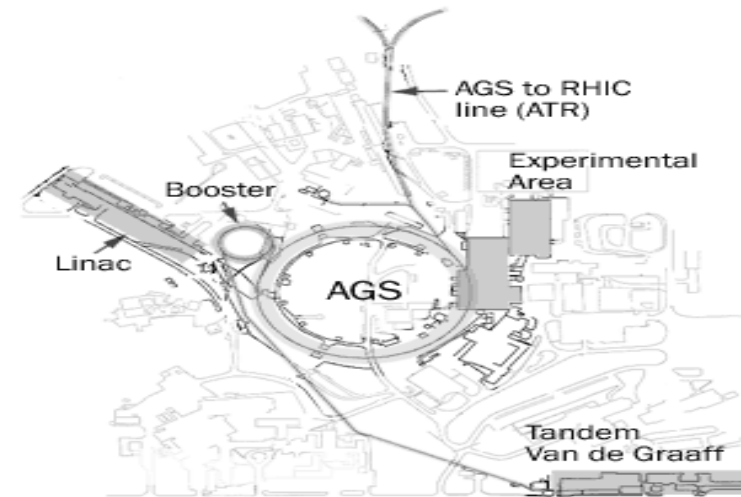 AGS to RHIC
line (ATR)
Experimental
Area
Booster
Linac
AGS
Tandem
Van de Graaff